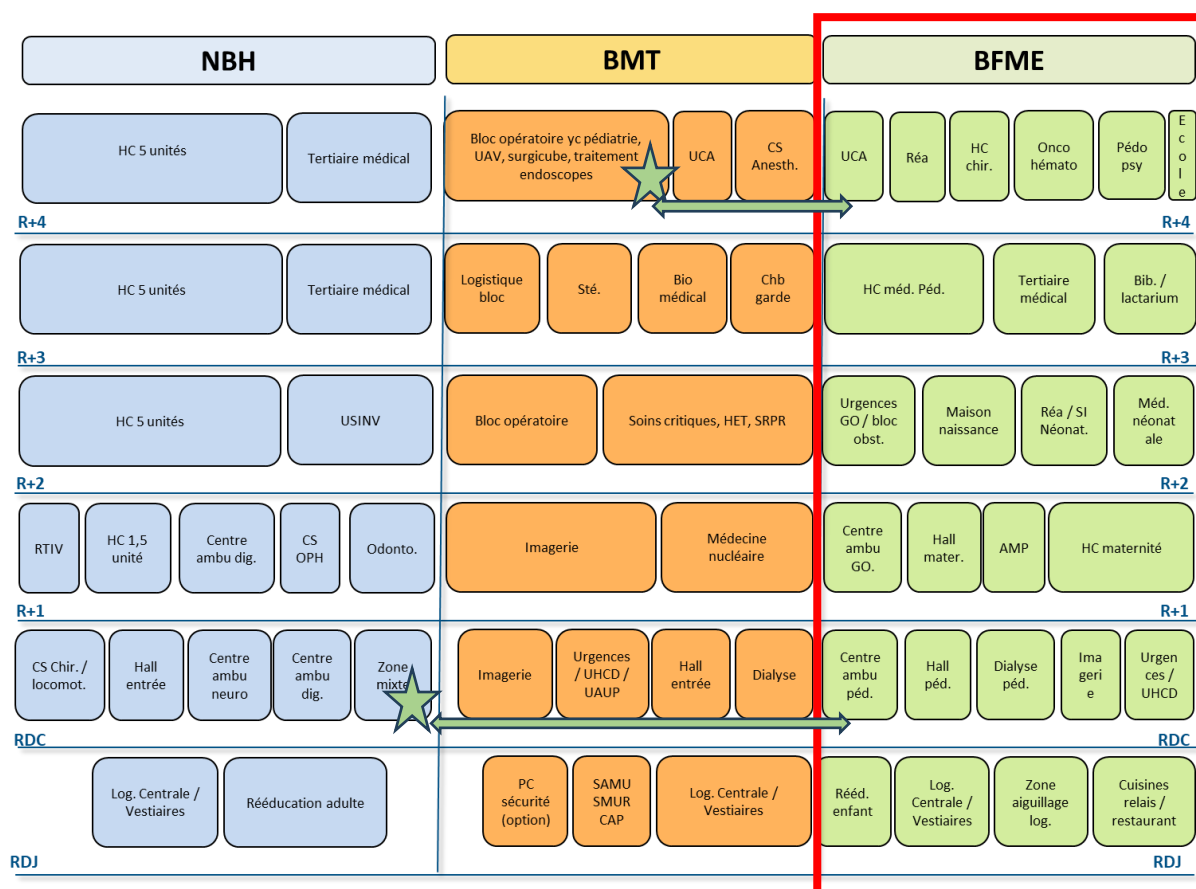 NBH
BMT
BFME
HC 5 unités
Tertiaire médical
Bloc opératoire yc pédiatrie,
UAV, surgicube, traitement
endoscopes
UCA
CS
Anesth.
UCA
Réa
HC
chir.
Onco
hémato
Pédo
psy
E
c
o
l
e
R+4
R+4
HC 5 unités
Tertiaire médical
Logistique
bloc
Sté.
Bio
médical
Chb
garde
HC méd. Péd.
Tertiaire
médical
Bib. /
lactarium
R+3
R+3
HC 5 unités
USINV
Bloc opératoire
Soins critiques, HET, SRPR
Urgences
GO / bloc
obst.
Maison
naissance
Réa / SI
Néonat.
Méd.
néonat
ale
R+2
R+2
RTIV
HC 1,5
unité
Centre
ambu dig.
CS
OPH
Odonto.
Imagerie
Médecine
nucléaire
Centre
ambu
GO.
Hall
mater.
AMP
HC maternité
R+1
R+1
CS Chir. /
locomot.
Hall
entrée
Centre
ambu
neuro
Centre
ambu
dig.
Zone
mixte
Imagerie
Urgences
/ UHCD /
UAUP
Hall
entrée
Dialyse
Centre
ambu
péd.
Hall
péd.
Dialyse
péd.
Ima
geri
e
Urgen
ces /
UHCD
RDC
RDC
Log. Centrale /
Vestiaires
Rééducation adulte
PC
sécurité
(option)
SAMU
SMUR
CAP
Log. Centrale /
Vestiaires
Rééd.
enfant
Log.
Centrale /
Vestiaires
Zone
aiguillage
log.
Cuisines
relais /
restaurant
RDJ
RDJ